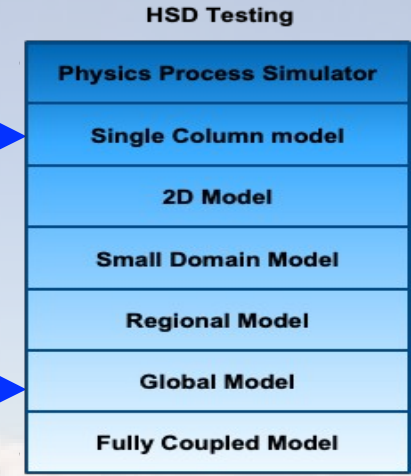 HSD Testing
Physics Process Simulator
Single Column model
2D Model
Small Domain Model
Regional Model
Global Model
Fully Coupled Model